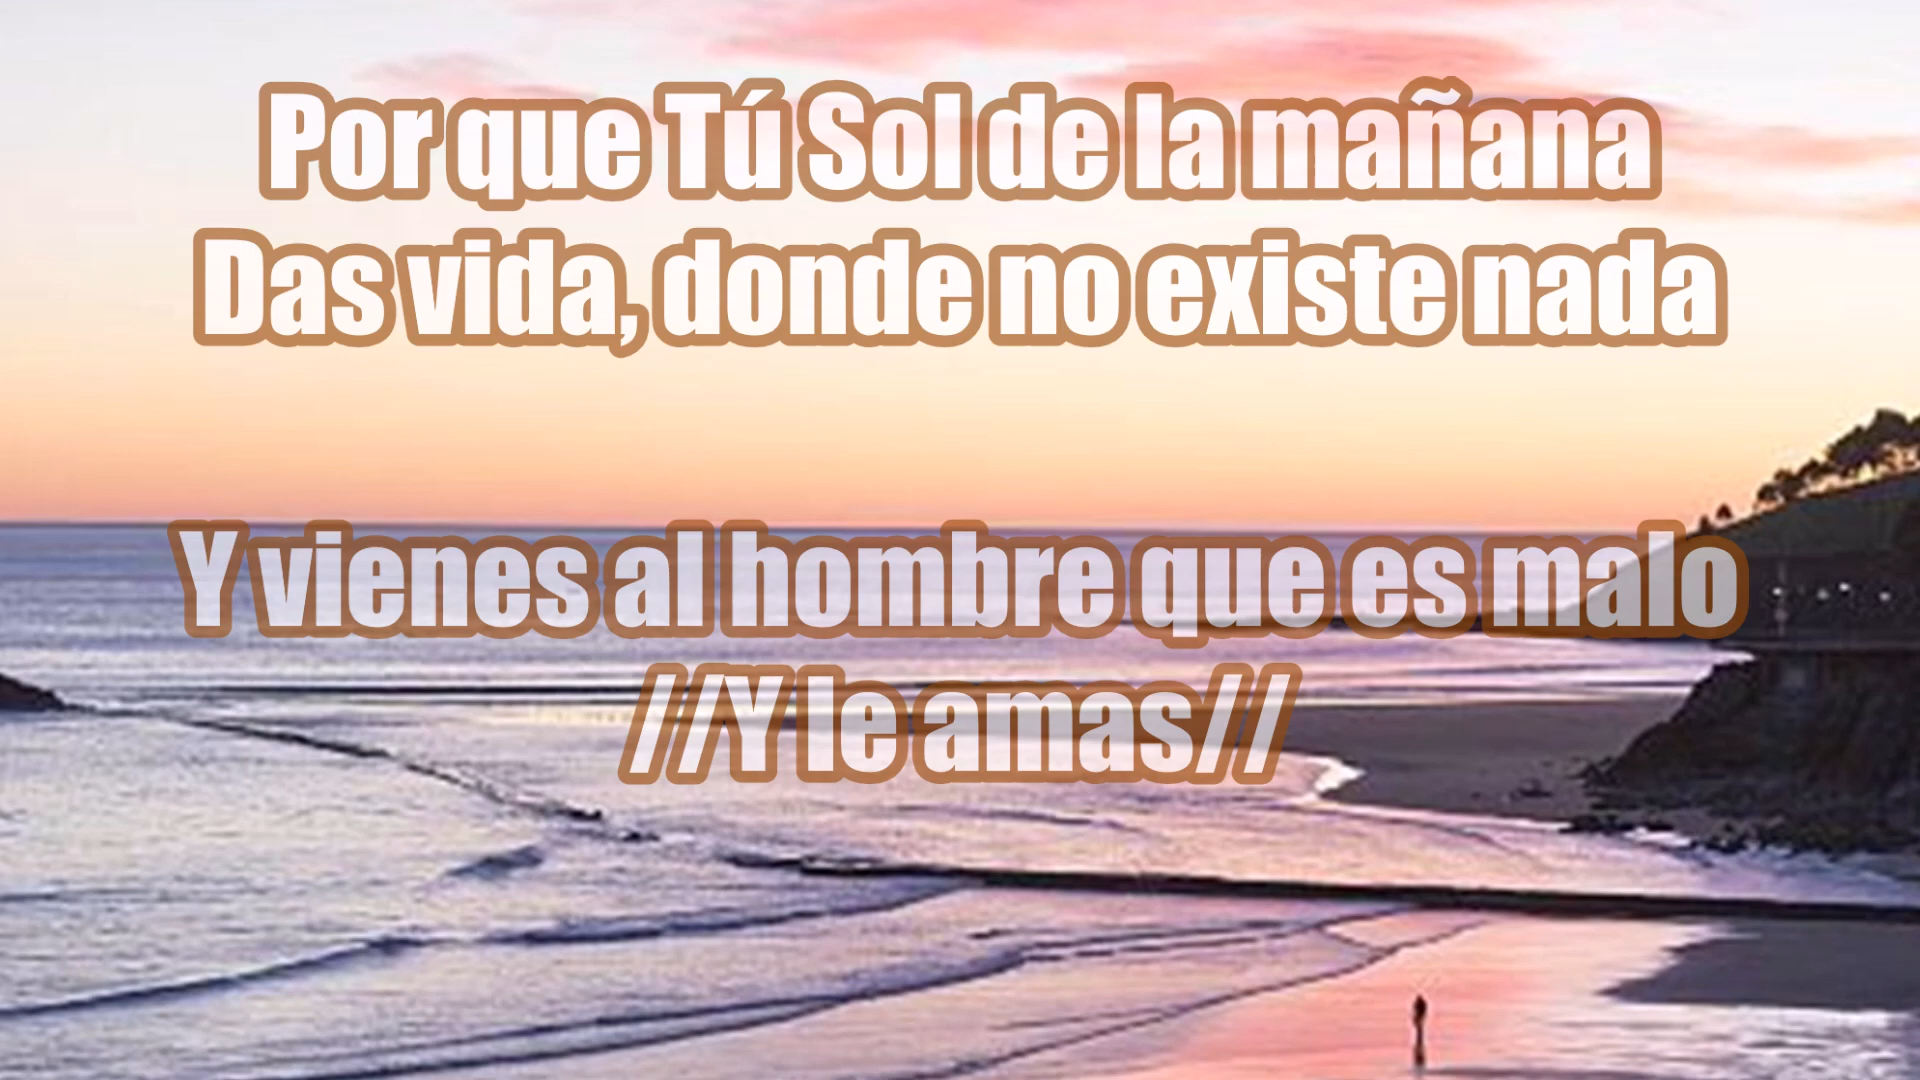 Por que Tú Sol de la mañana
Das vida, donde no existe nada
Y vienes al hombre que es malo
//Y le amas//